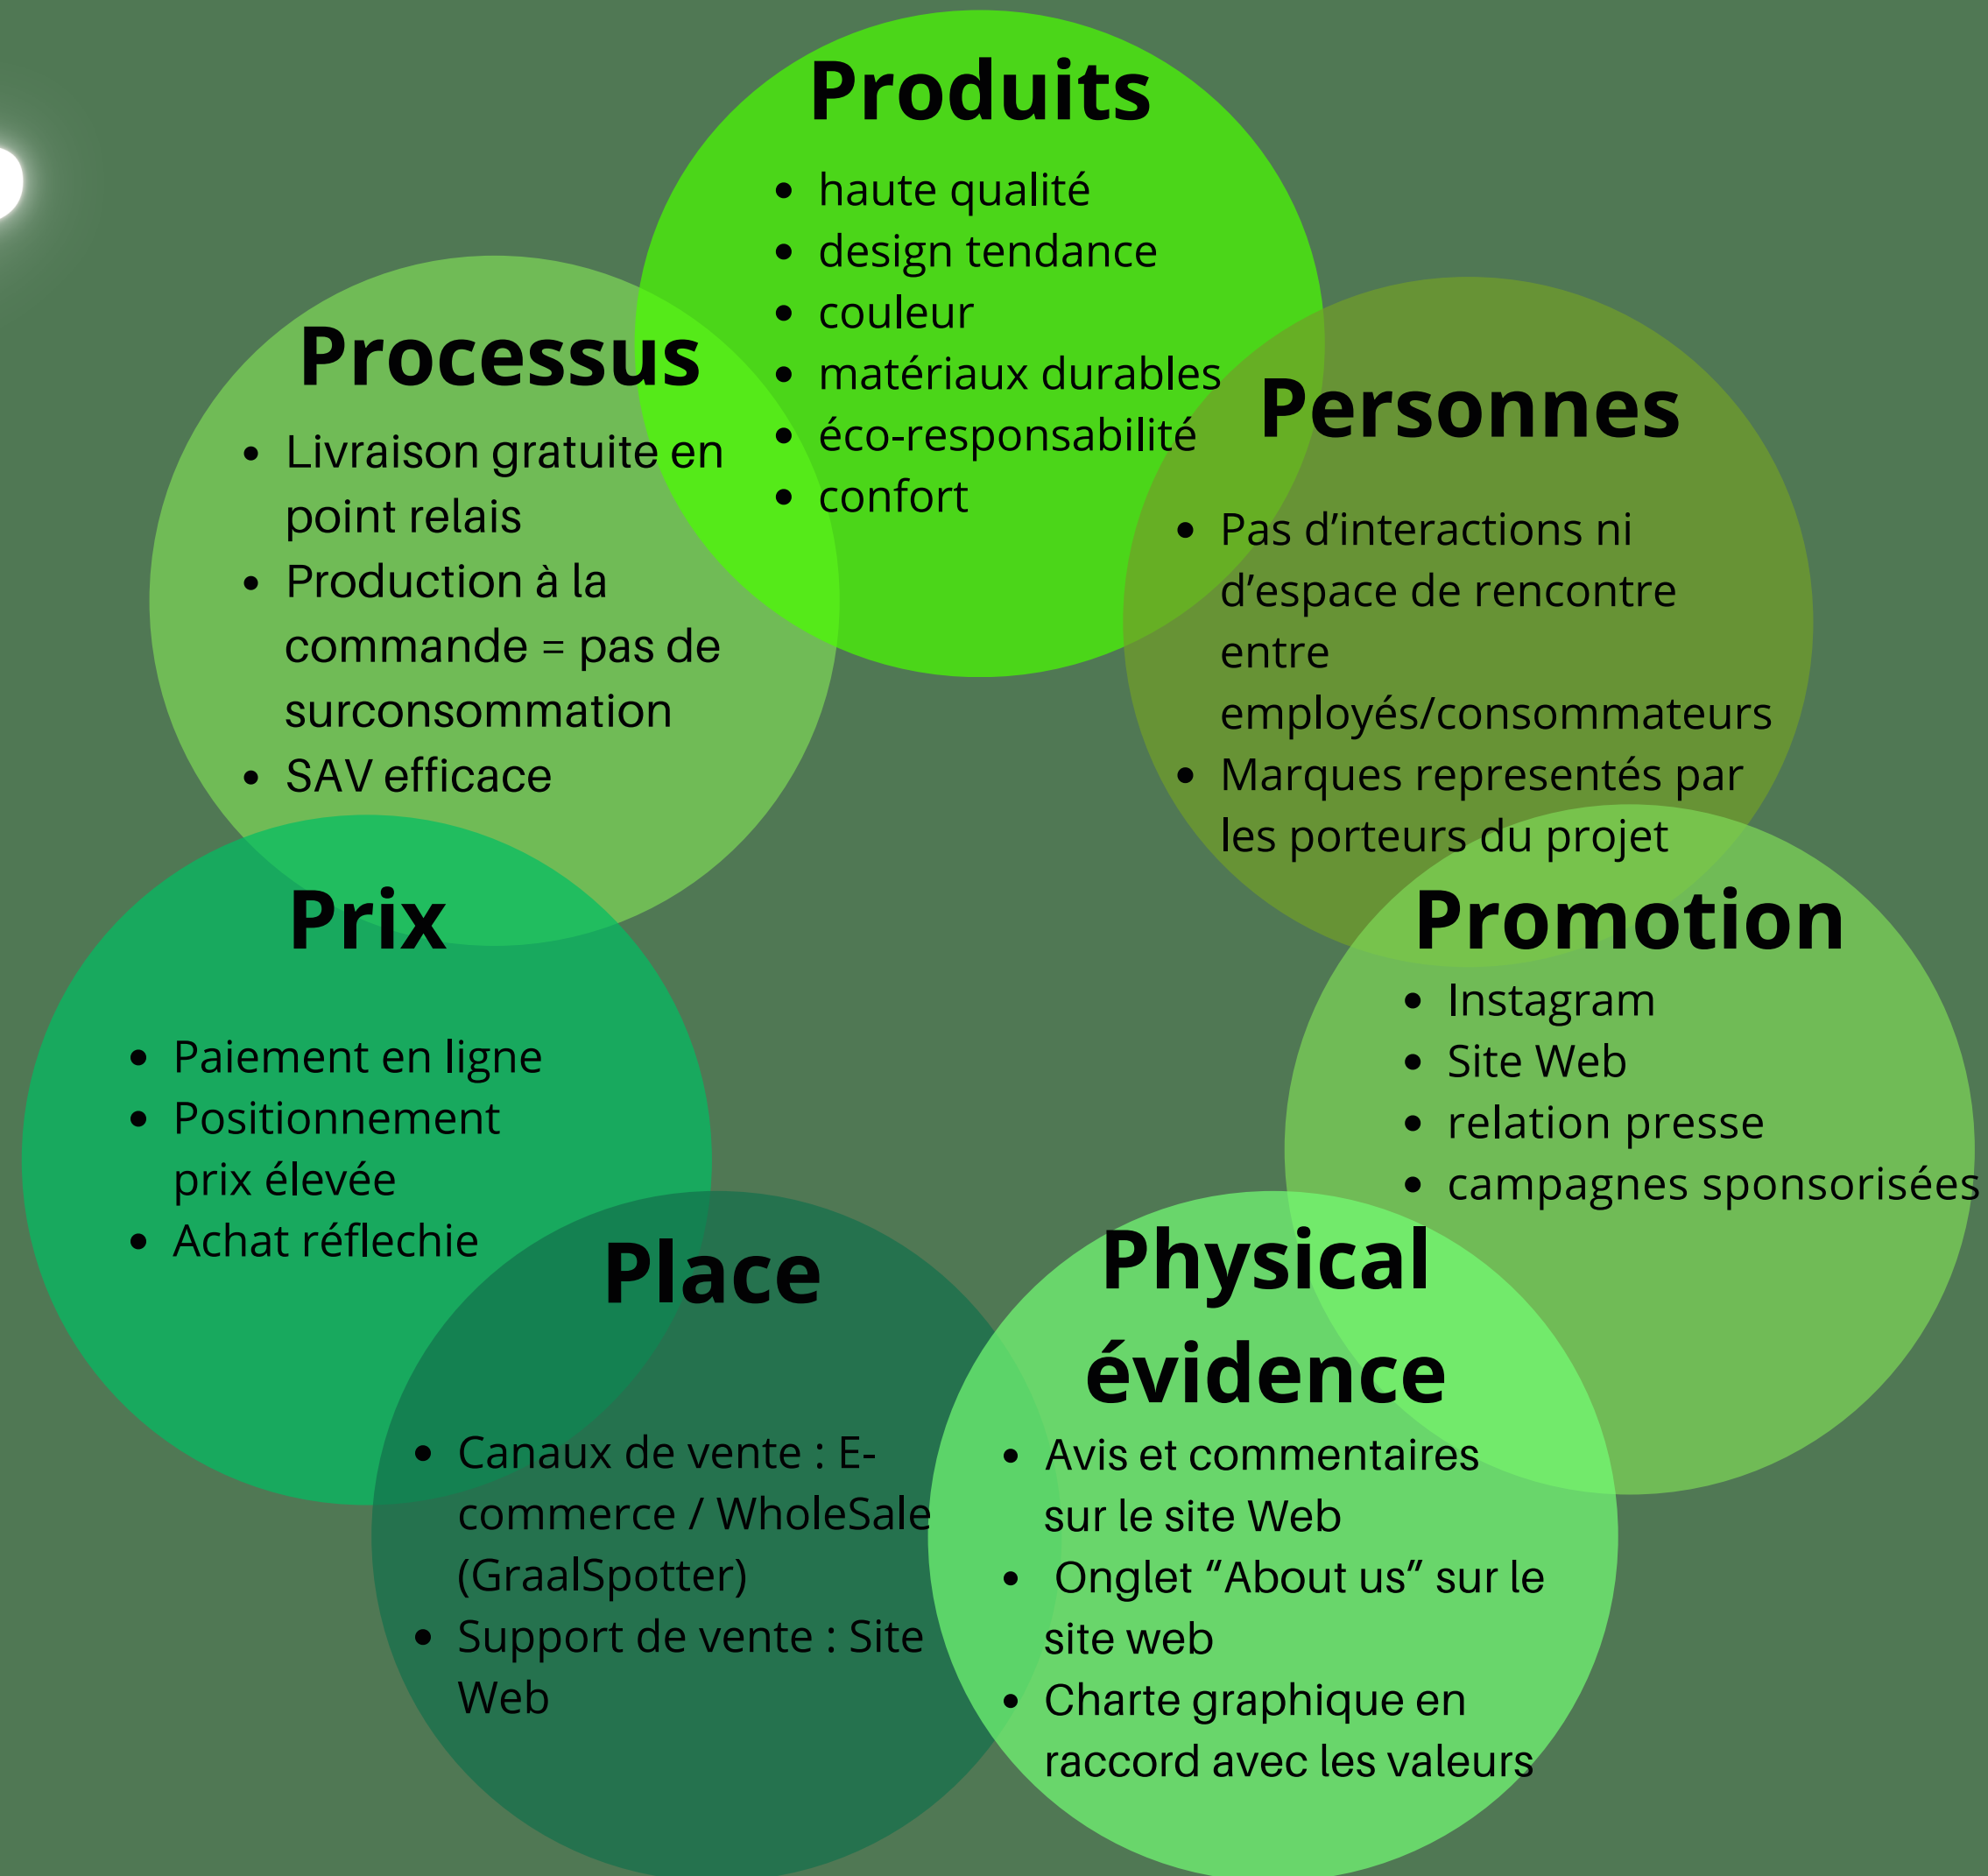 Produits
• haute qualité
• design tendance
• couleur
• matériaux durables
• éco-responsabilité
• confort
Processus
• Livraison gratuite en
point relais
• Production à la
commande = pas de
surconsommation
• SAV efficace
Personnes
• Pas d’interactions ni
d’espace de rencontre
entre
employés/consommateurs
• Marques representés par
les porteurs du projet
Prix
• Paiement en ligne
• Positionnement
prix élevée
• Achat réflechie
Promotion
• Instagram
• Site Web
• relation presse
• campagnes sponsorisées
Place
• Canaux de vente : E-
commerce / WholeSale
(GraalSpotter)
• Support de vente : Site
Web
Physical
évidence
• Avis et commentaires
sur le site Web
• Onglet “About us” sur le
site web
• Charte graphique en
raccord avec les valeurs